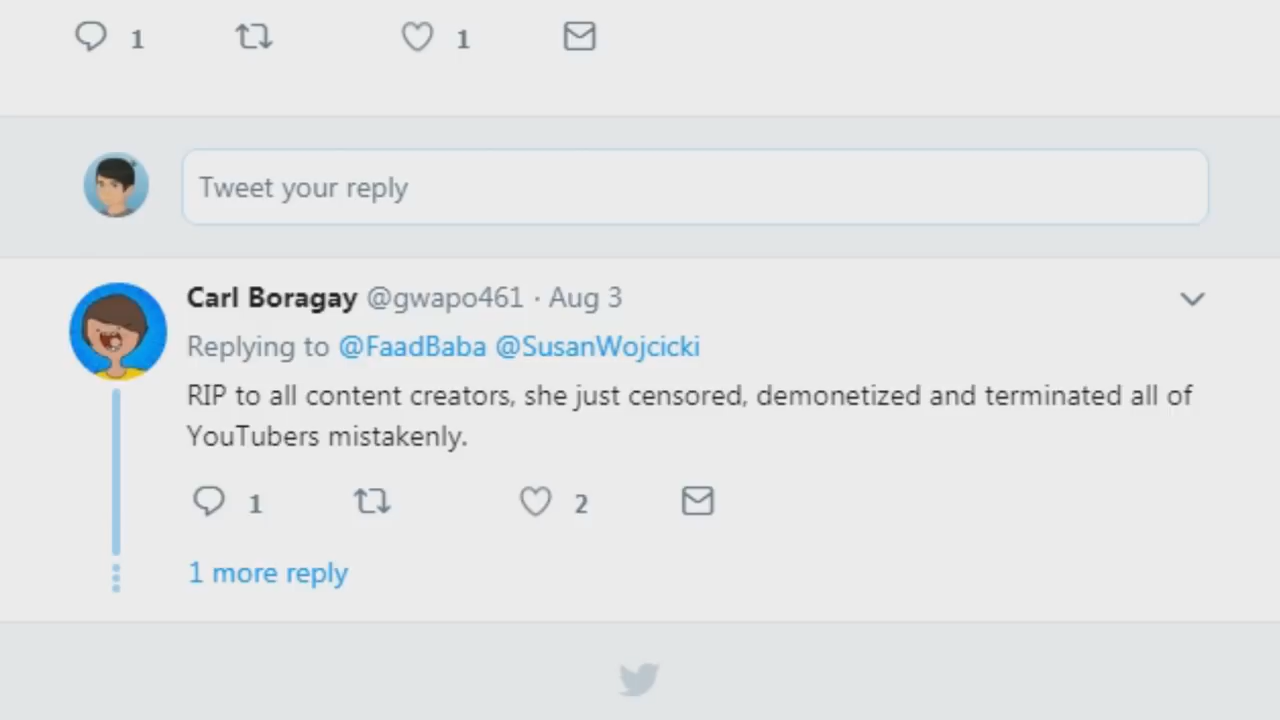 1 1
Tweet your reply
Carl Boragay @gwapo461 · Aug 3
Replying to @FaadBaba @SusanWojcicki
RIP to all content creators, she just censored, demonetized and terminated all of
YouTubers mistakenly.
1 2
1 more reply